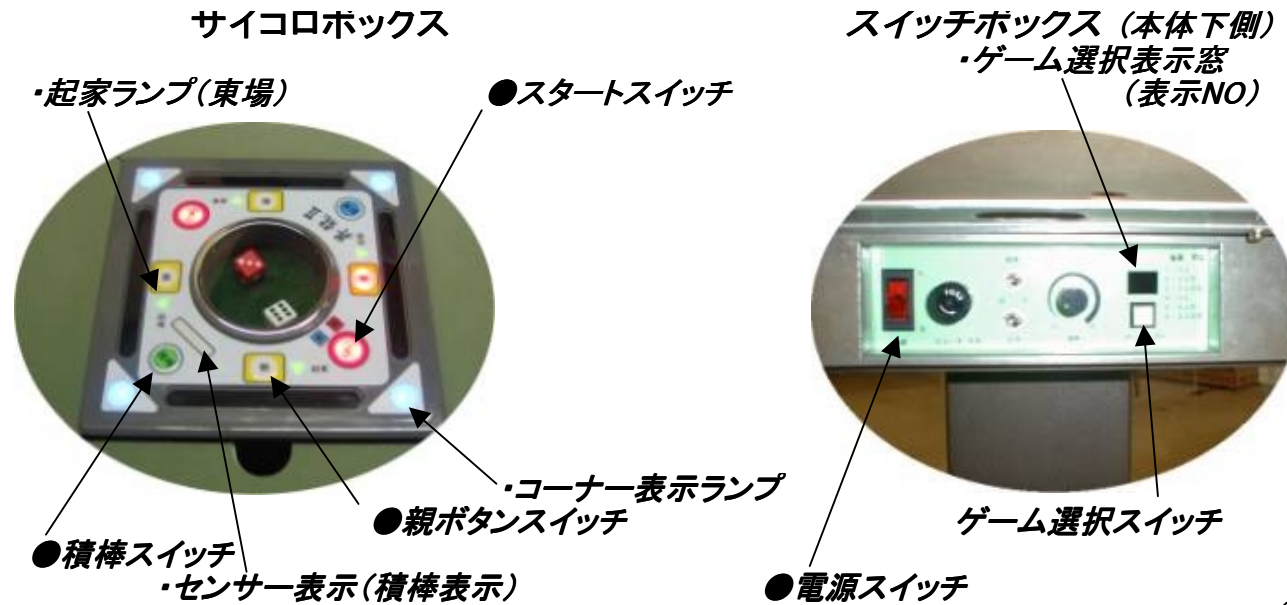 サイコロボックス
スイッチボックス (本体下側)
・ゲーム選択表示窓
(表示NO)
・起家ランプ(東場)
●スタートスイッチ
・コーナー表示ランプ
●親ボタンスイッチ
ゲーム選択スイッチ
●積棒スイッチ
・センサー表示(積棒表示)
●電源スイッチ